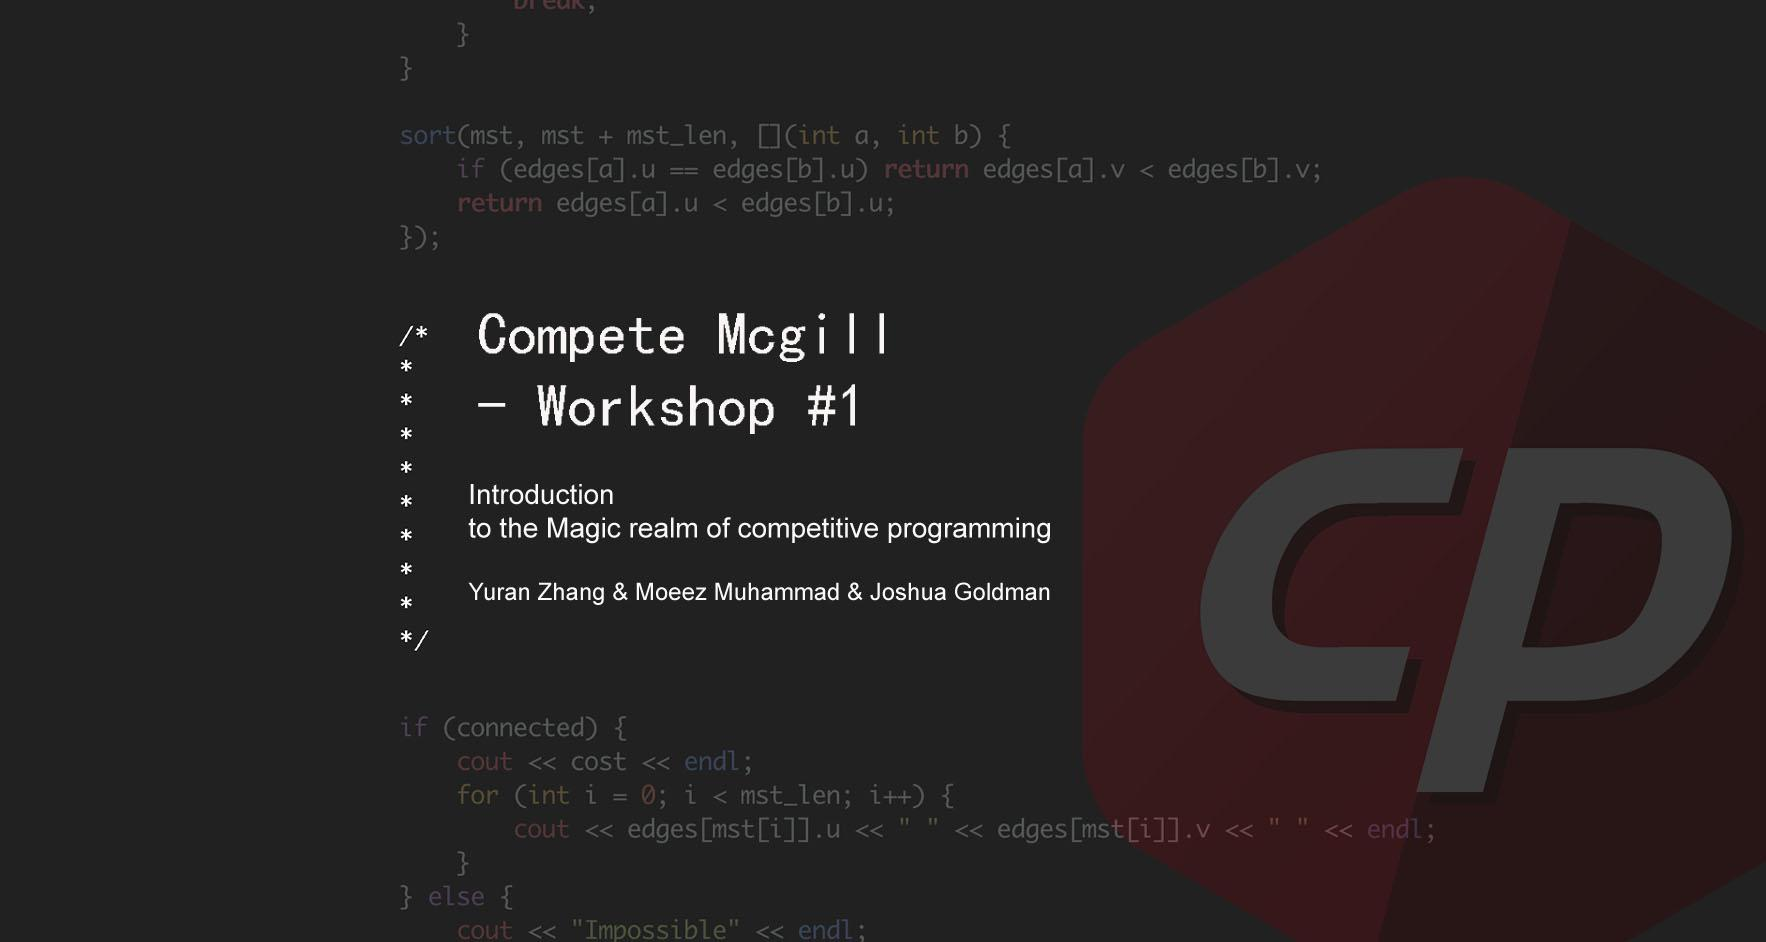 break;
}
}
sort(mst, mst + mst_len, [](int a, int b) {
if (edges[a].u == edges[b].u) return edges[a].v < edges[b].v;
return edges[a].u < edges[b].u;
});
/* Compete Mcgill
*
* - Workshop #1
*
*
* Introduction
* to the Magic realm of competitive programming
*
* Yuran Zhang & Moeez Muhammad & Joshua Goldman
*/
CP
if (connected) {
cout << cost << endl;
for (int i = 0; i < mst_len; i++) {
cout << edges[mst[i]].u << " " << edges[mst[i]].v << " " << endl;
}
} else {
cout << "Impossible" << endl;